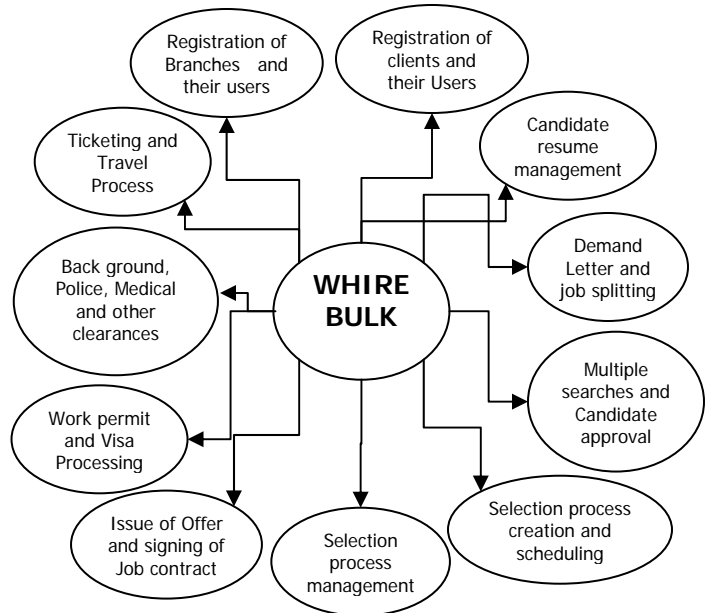 Registration of
Branches and
their users
Registration of
clients and
their Users
Candidate
resume
management
Ticketing and
Travel
Process
Demand
Letter and
job splitting
Back ground,
Police, Medical
and other
clearances
WHIRE
BULK
Multiple
searches and
Candidate
approval
Work permit
and Visa
Processing
Selection process
creation and
scheduling
Issue of Offer
and signing of
Job contract
Selection
process
management